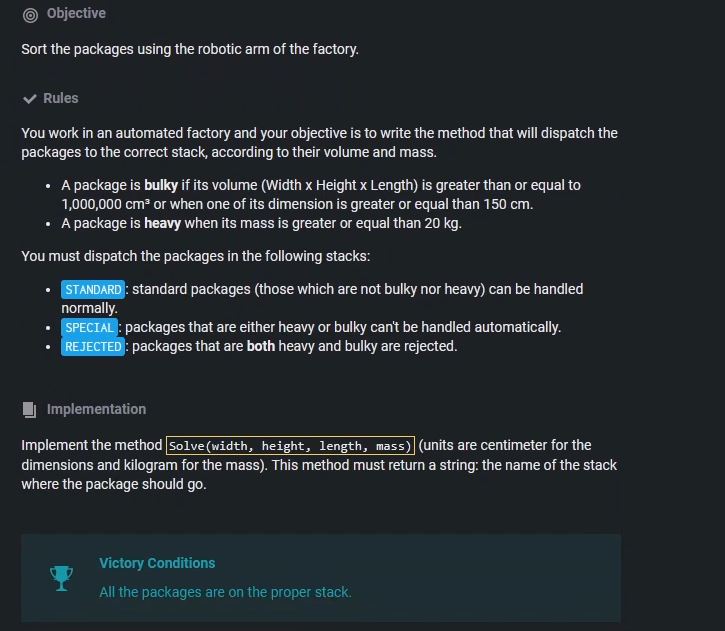 Objective
Sort the packages using the robotic arm of the factory.
Rules
You work in an automated factory and your objective is to write the method that will dispatch the
packages to the correct stack, according to their volume and mass.
• A package is bulky if its volume (Width x Height x Length) is greater than or equal to
1,000,000 cm³ or when one of its dimension is greater or equal than 150 cm.
• A package is heavy when its mass is greater or equal than 20 kg.
You must dispatch the packages in the following stacks:
• STANDARD: standard packages (those which are not bulky nor heavy) can be handled
normally.
• SPECIAL: packages that are either heavy or bulky can't be handled automatically.
• REJECTED: packages that are both heavy and bulky are rejected.
Implementation
Implement the method Solve(width, height, length, mass) (units are centimeter for the
dimensions and kilogram for the mass). This method must return a string: the name of the stack
where the package should go.
Victory Conditions
All the packages are on the proper stack.